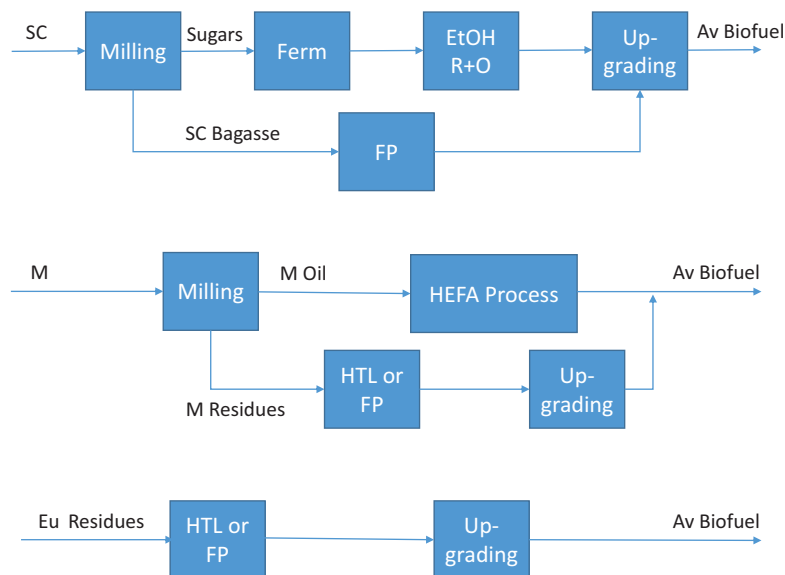 SC
Milling
Sugars
Ferm
EtOH
R+O
Up-
grading
Av Biofuel
SC Bagasse
FP
M
Milling
M Oil
HEFA Process
Av Biofuel
M Residues
HTL or
FP
Up-
grading
Eu Residues
HTL or
FP
Up-
grading
Av Biofuel